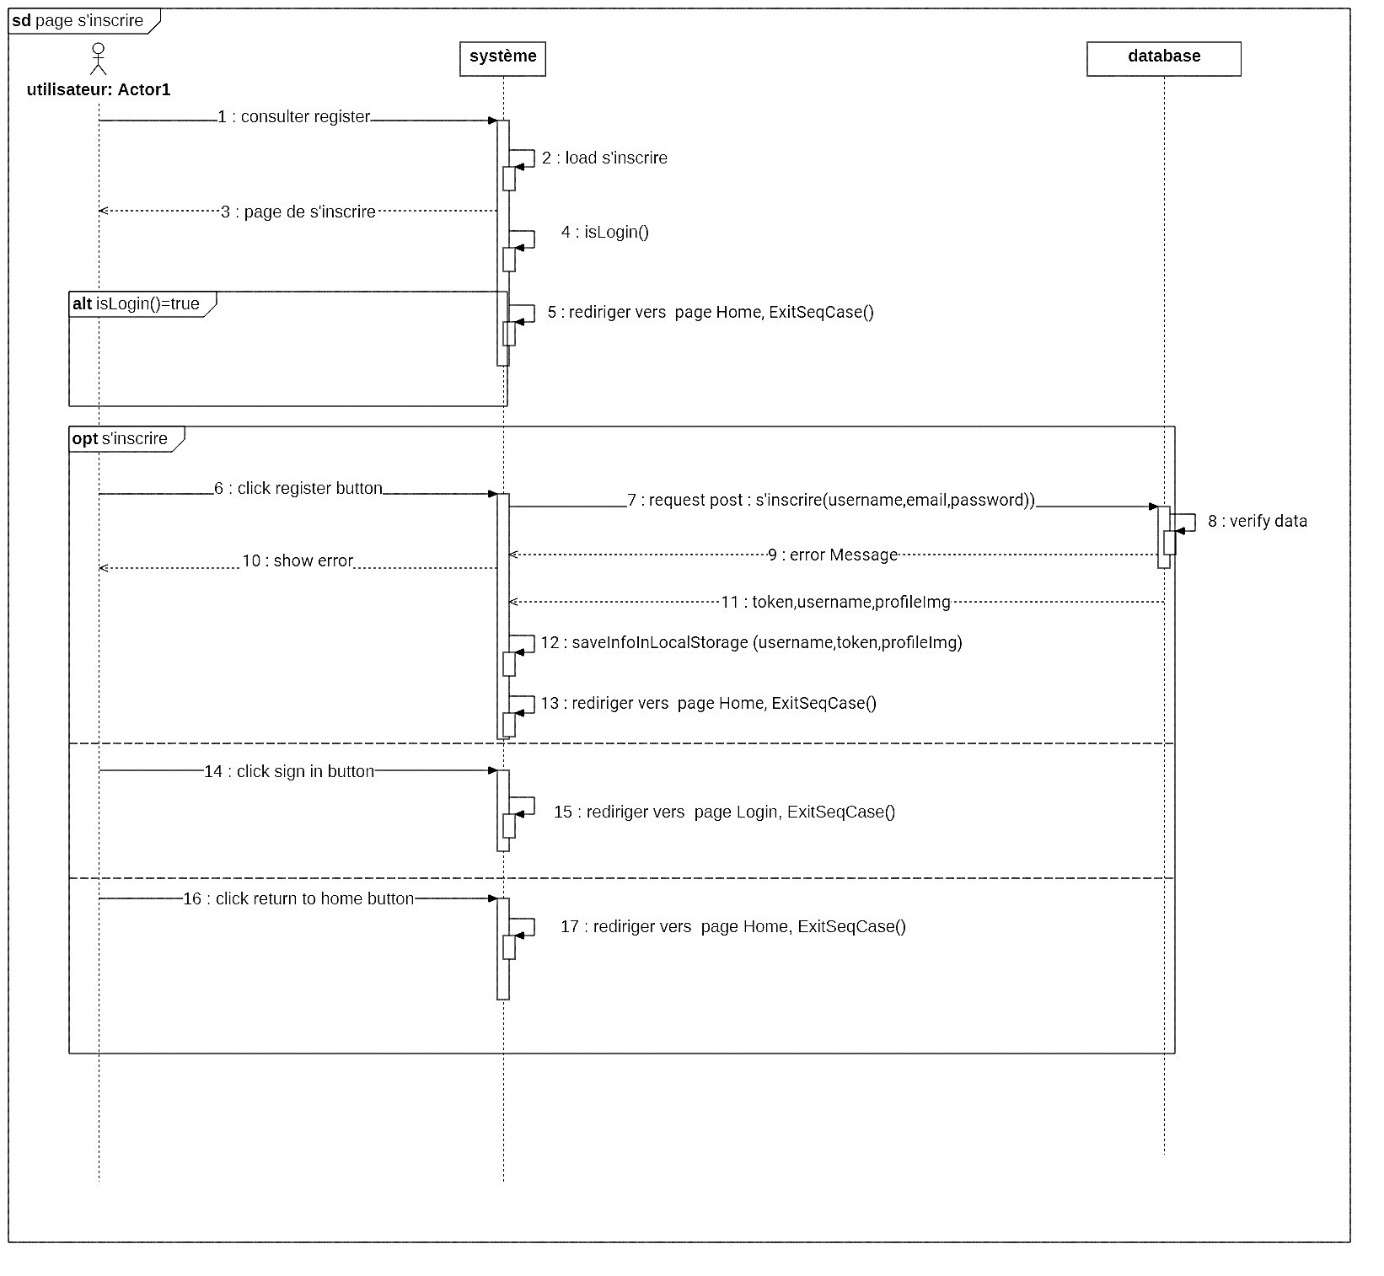 sd page s'inscrire
système
database
utilisateur: Actor1
1 : consulter register
2 : load s'inscrire
3 : page de s'inscrire
4 : isLogin()
alt isLogin()=true
5 : rediriger vers  page Home, ExitSeqCase()
opt s'inscrire
6 : click register button
7 : request post : s'inscrire(username,email,password))
8 : verify data
9 : error Message
10 : show error
11 : token,username,profileImg
12 : saveInfoInLocalStorage (username,token,profileImg)
13 : rediriger vers  page Home, ExitSeqCase()
14 : click sign in button
15 : rediriger vers  page Login, ExitSeqCase()
16 : click return to home button
17 : rediriger vers  page Home, ExitSeqCase()